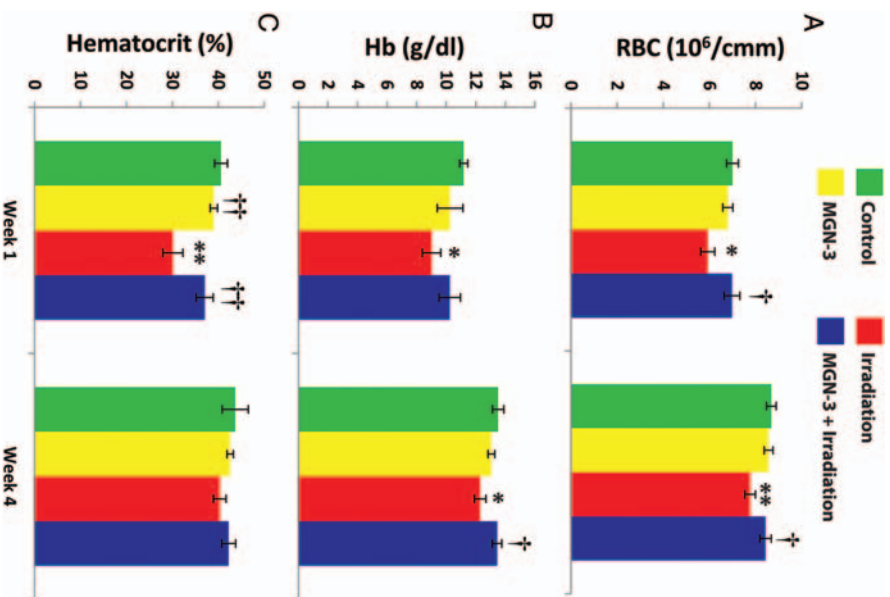 Control
Irradiation
MGN-3
MGN-3 + Irradiation
A
RBC (10⁶/cmm)
10
8
6
4
2
0
*
†
**
†
B
Hb (g/dl)
16
14
12
10
8
6
4
2
0
*
*
†
C
Hematocrit (%)
50
40
30
20
10
0
††
**
††
Week 1
Week 4